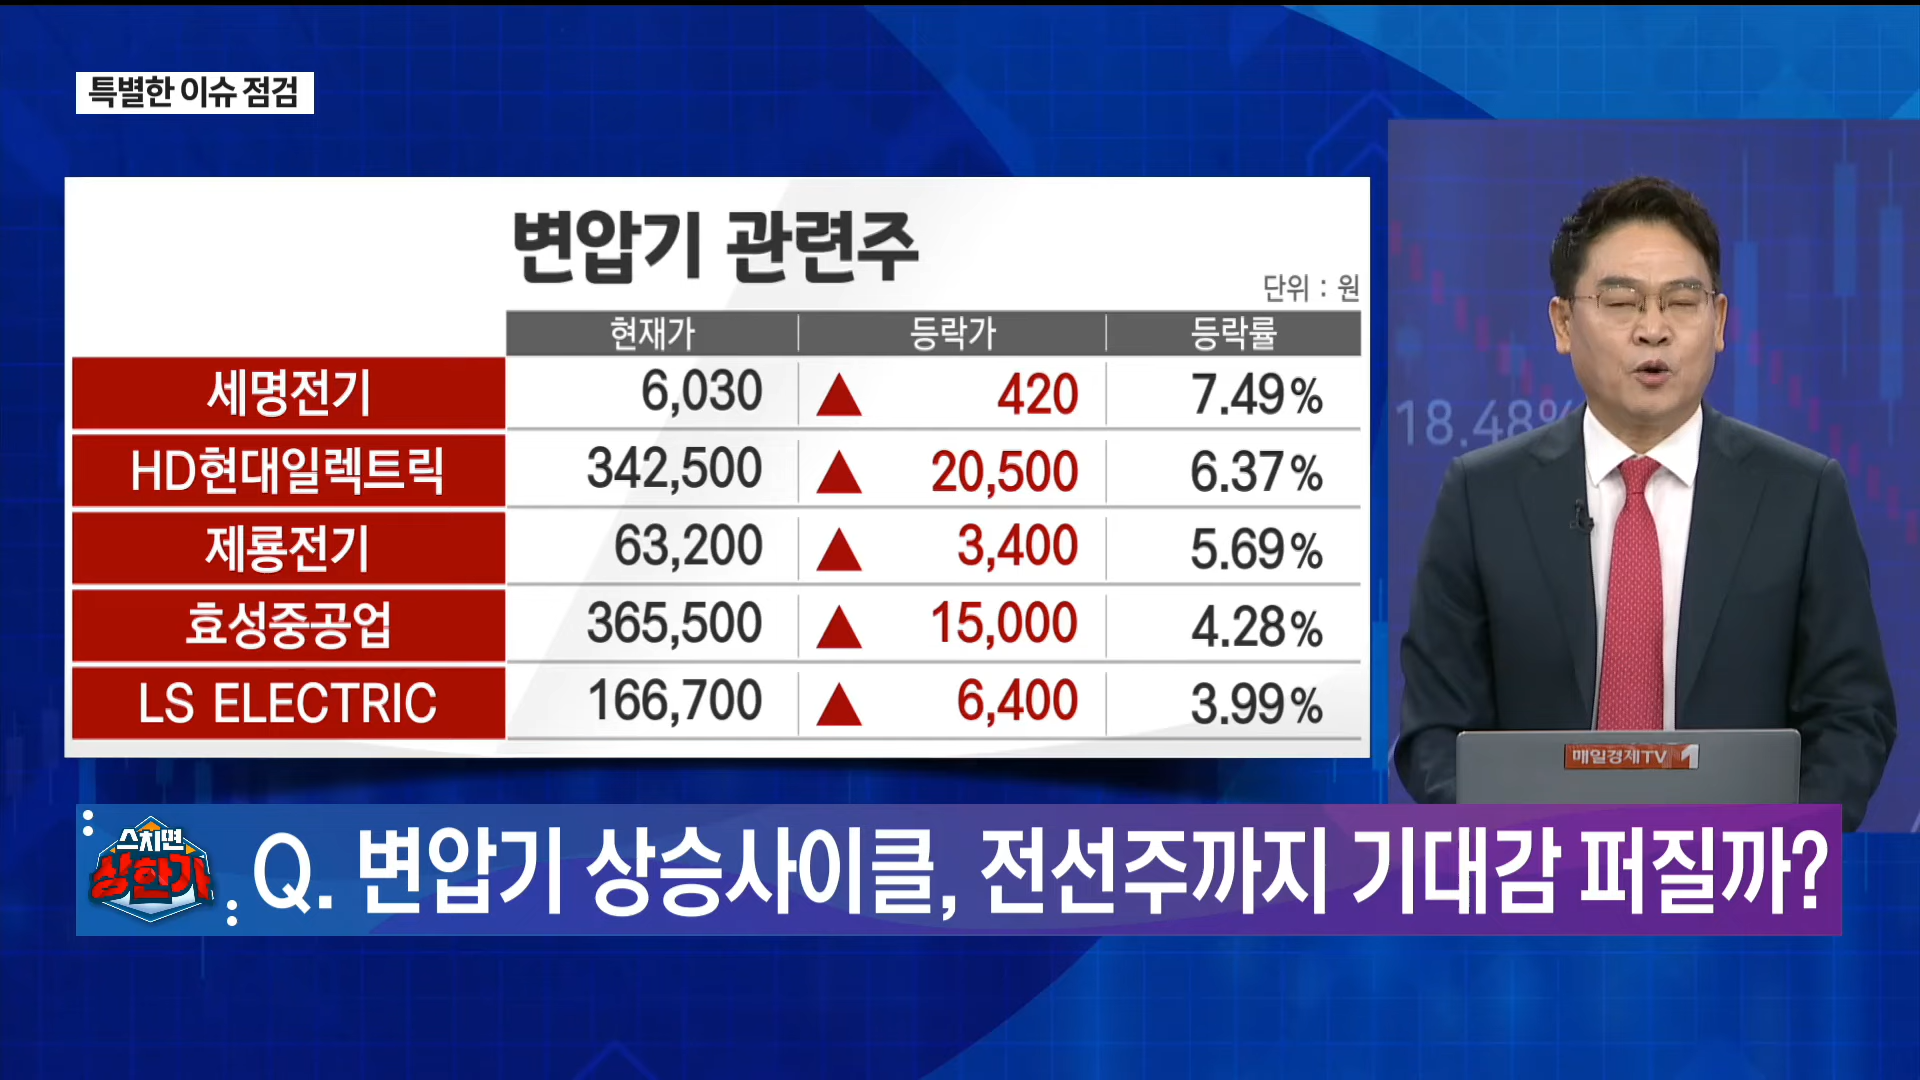 특별한 이슈 점검
변압기 관련주
단위 : 원
현재가 등락가 등락률
세명전기 6,030 ▲ 420 7.49%
HD현대일렉트릭 342,500 ▲ 20,500 6.37%
제룡전기 63,200 ▲ 3,400 5.69%
효성중공업 365,500 ▲ 15,000 4.28%
LS ELECTRIC 166,700 ▲ 6,400 3.99%
18.48%
매일경제TV 1
스치면
상한가
Q. 변압기 상승사이클, 전선주까지 기대감 퍼질까?